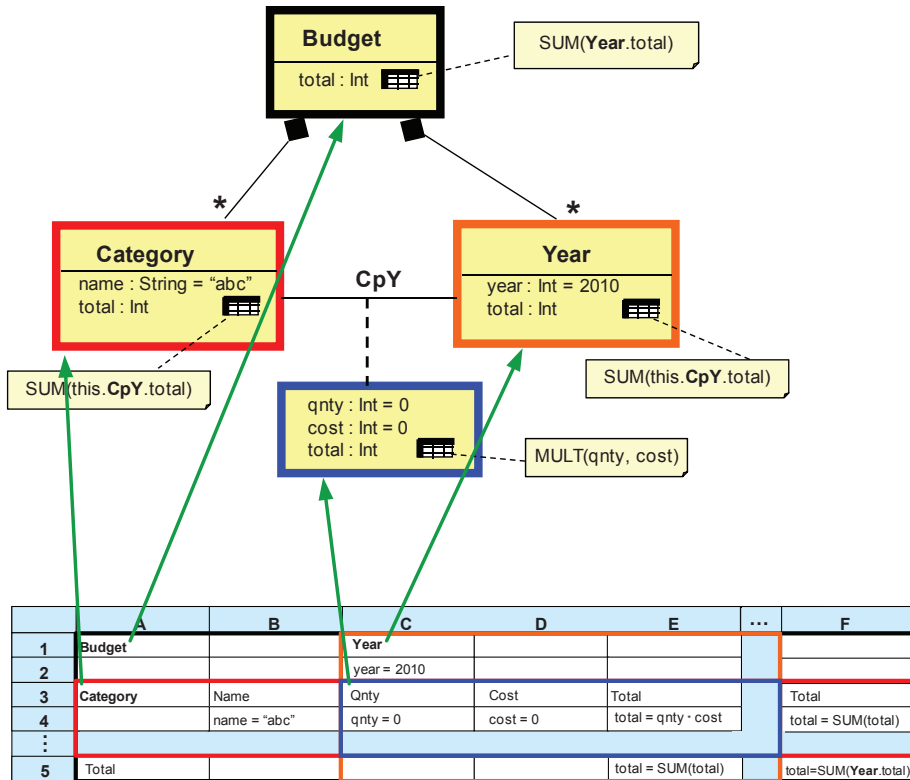 Budget
total : Int
SUM(Year.total)
*
*
Category
name : String = “abc”
total : Int
CpY
Year
year : Int = 2010
total : Int
SUM(this.CpY.total)
SUM(this.CpY.total)
qnty : Int = 0
cost : Int = 0
total : Int
MULT(qnty, cost)
A B C D E ... F
1 Budget Year
2 year = 2010
3 Category Name Qnty Cost Total Total
4 name = “abc” qnty = 0 cost = 0 total = qnty · cost total = SUM(total)
⋮
5 Total total = SUM(total) total=SUM(Year.total)